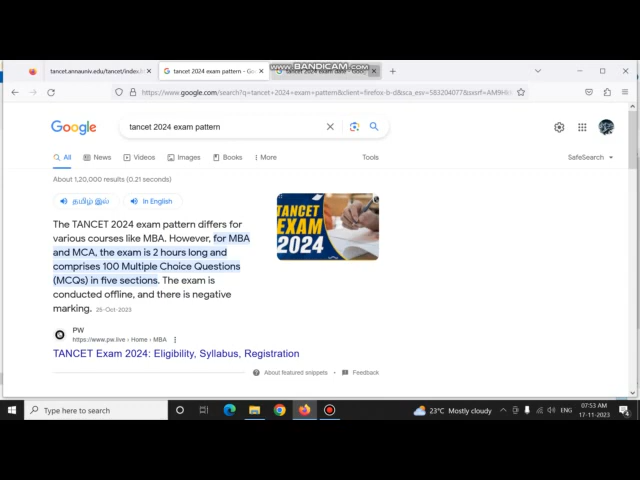 www.BANDICAM.com
tancet.annauniv.edu/tancet/index.h
tancet 2024 exam pattern - Goo
tancet 2024 exam date - Goog
https://www.google.com/search?q=tancet+2024+exam+pattern&client=firefox-b-d&sca_esv=583204077&sxsrf=AM9H
Google
tancet 2024 exam pattern
All
News
Videos
Images
Books
More
Tools
SafeSearch
About 1,20,000 results (0.21 seconds)
தமிழ் இல்
In English
The TANCET 2024 exam pattern differs for
various courses like MBA. However, for MBA
and MCA, the exam is 2 hours long and
comprises 100 Multiple Choice Questions
(MCQs) in five sections. The exam is
conducted offline, and there is negative
marking. 25-Oct-2023
TANCET
EXAM
2024
PW
https://www.pw.live › Home › MBA
TANCET Exam 2024: Eligibility, Syllabus, Registration
About featured snippets
Feedback
Type here to search
23°C Mostly cloudy
ENG
07:53 AM
17-11-2023